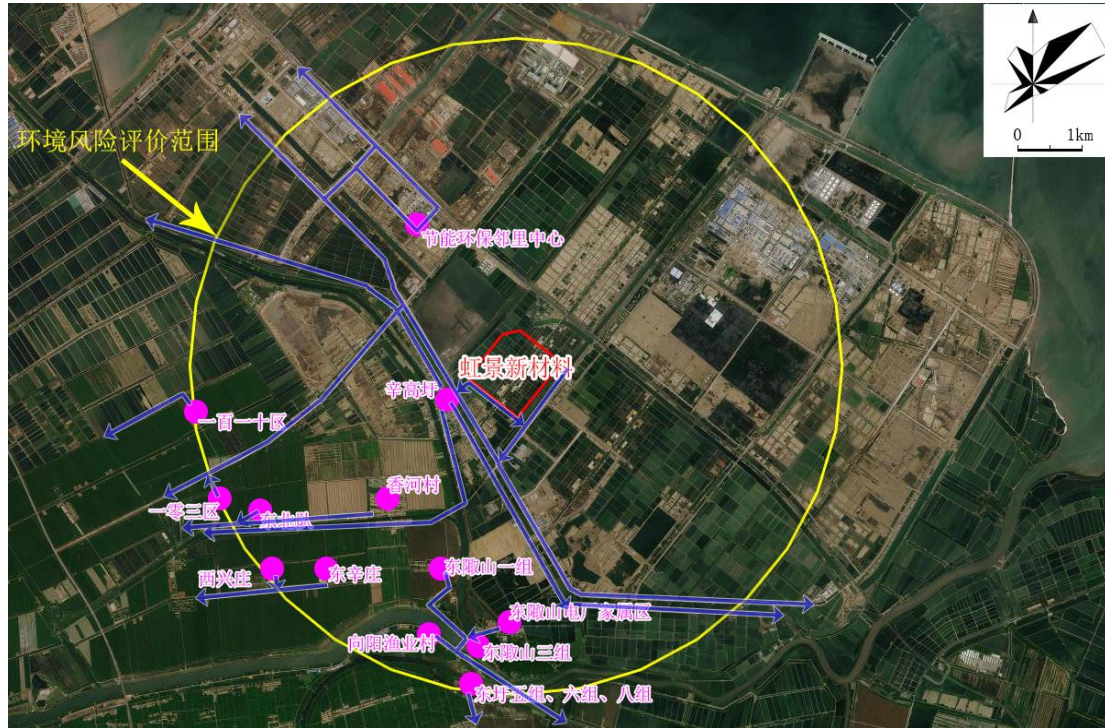 环境风险评价范围
0 1km
节能环保邻里中心
虹景新材料
辛高圩
一百一十区
香河村
一零三区
西兴庄
东辛庄
东陬山一组
东陬山电厂家属区
向阳渔业村
东陬山三组
东圩五组、六组、八组